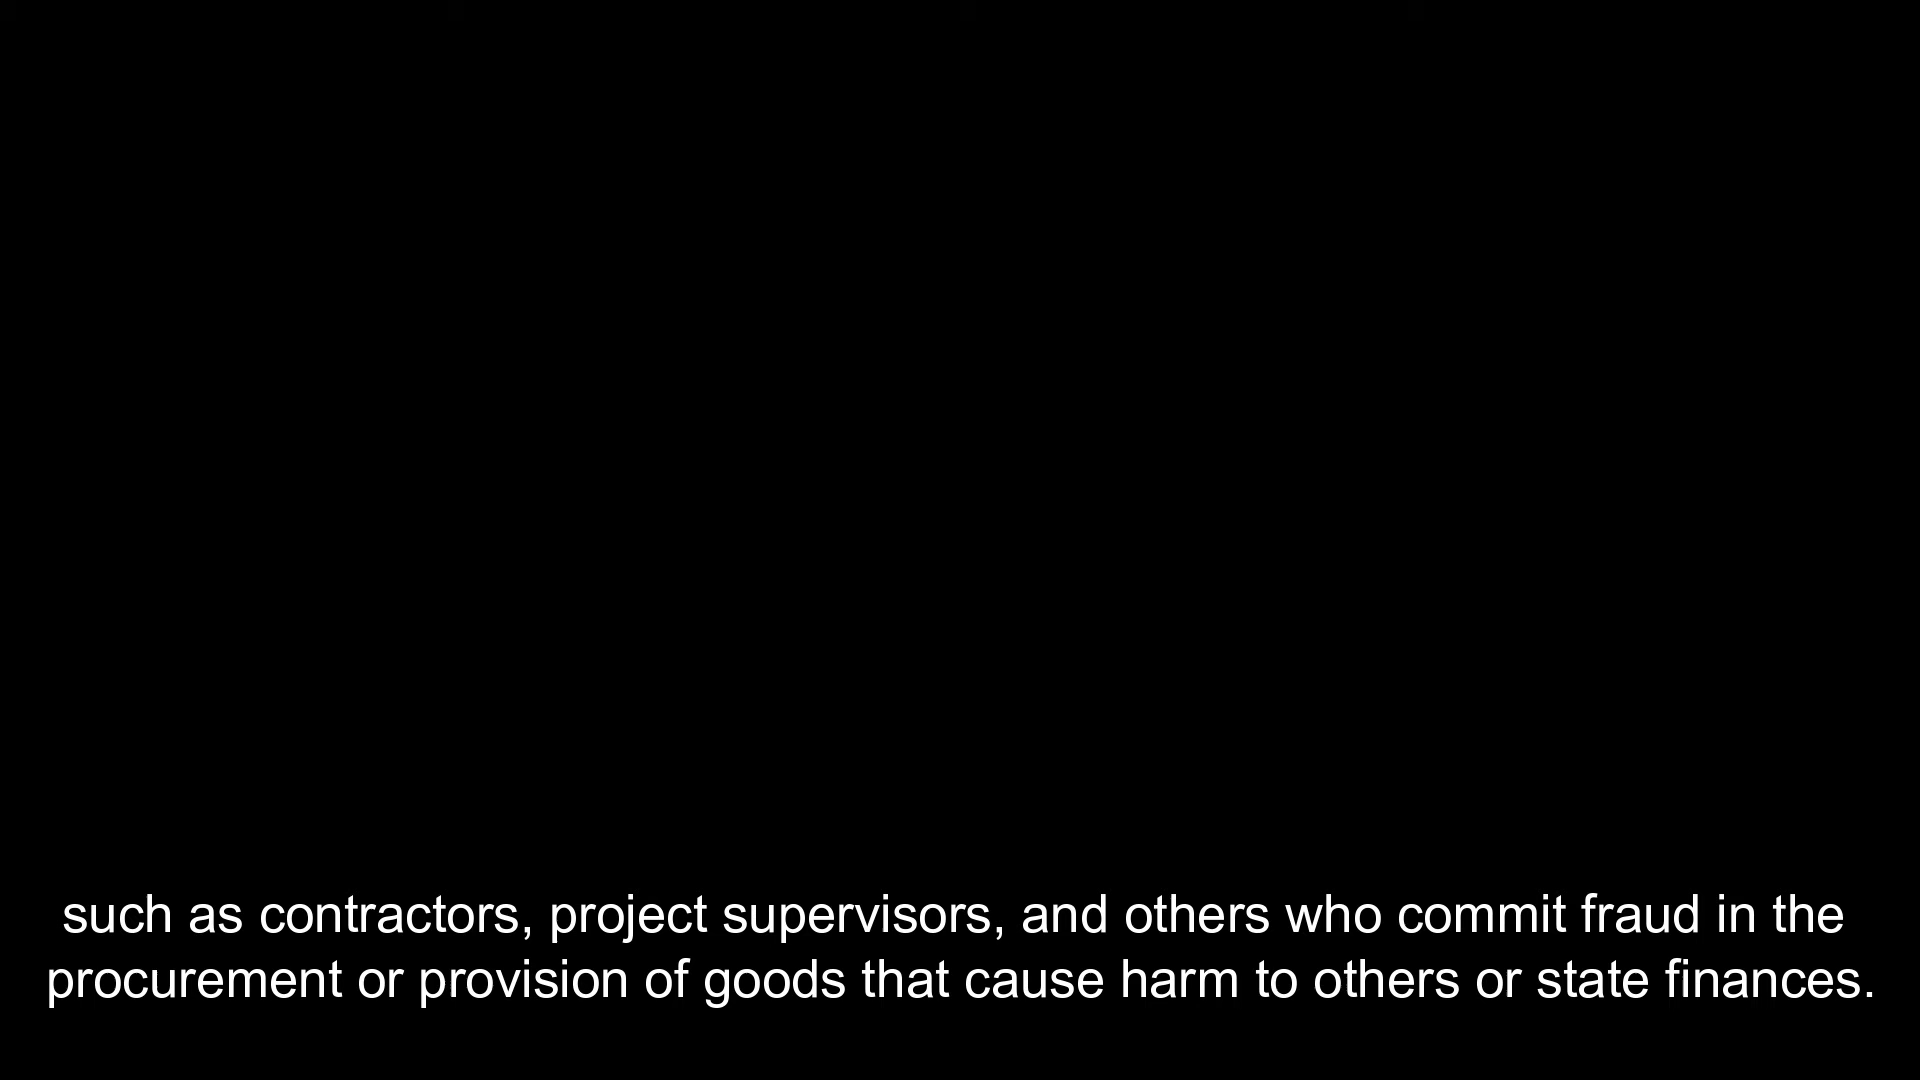 such as contractors, project supervisors, and others who commit fraud in the
procurement or provision of goods that cause harm to others or state finances.